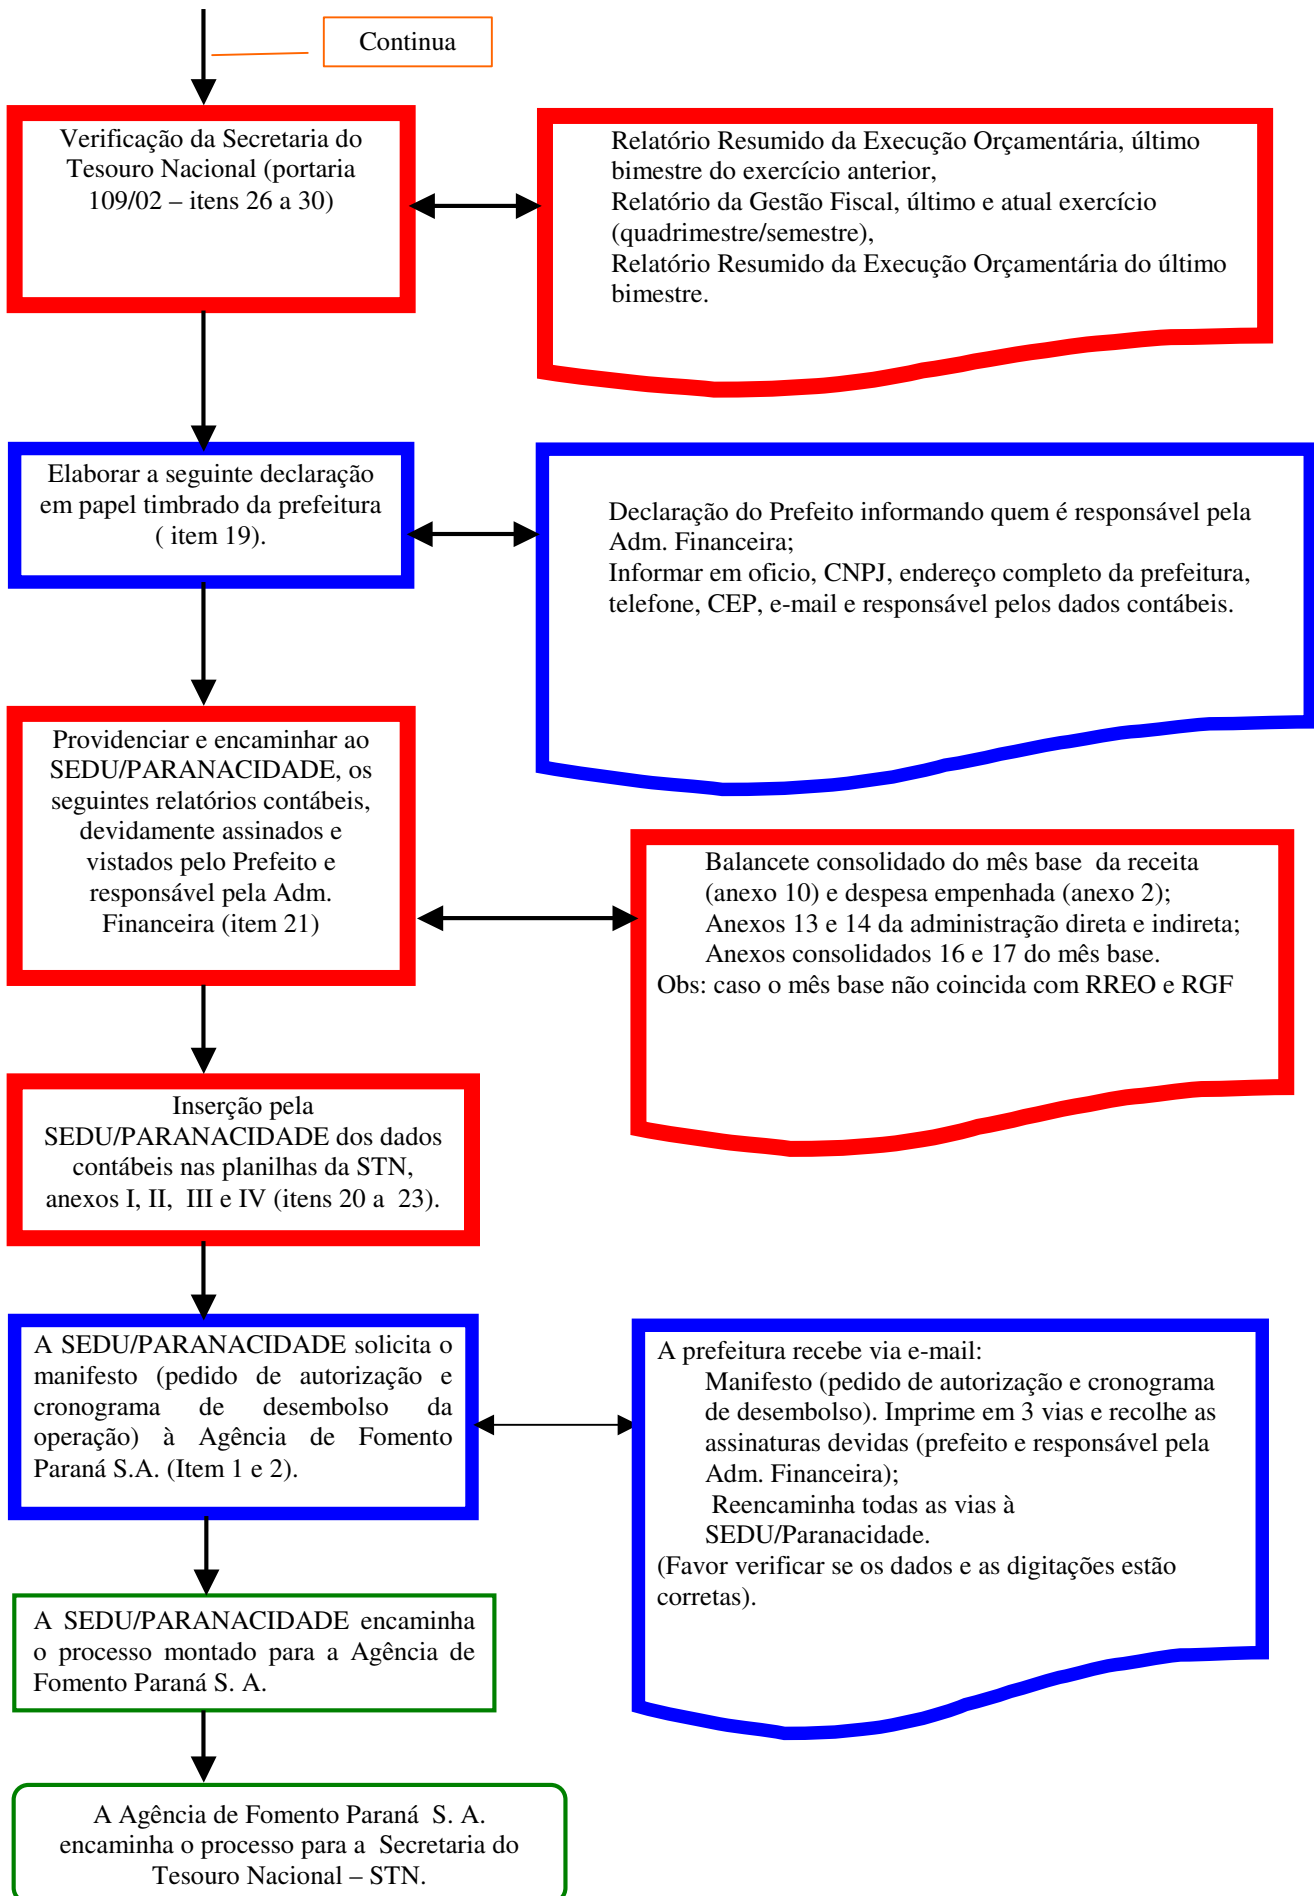 Continua
Verificação da Secretaria do
Tesouro Nacional (portaria
109/02 – itens 26 a 30)
Relatório Resumido da Execução Orçamentária, último
bimestre do exercício anterior,
Relatório da Gestão Fiscal, último e atual exercício
(quadrimestre/semestre),
Relatório Resumido da Execução Orçamentária do último
bimestre.
Elaborar a seguinte declaração
em papel timbrado da prefeitura
( item 19).
Declaração do Prefeito informando quem é responsável pela
Adm. Financeira;
Informar em oficio, CNPJ, endereço completo da prefeitura,
telefone, CEP, e-mail e responsável pelos dados contábeis.
Providenciar e encaminhar ao
SEDU/PARANACIDADE, os
seguintes relatórios contábeis,
devidamente assinados e
vistados pelo Prefeito e
responsável pela Adm.
Financeira (item 21)
Balancete consolidado do mês base  da receita
(anexo 10) e despesa empenhada (anexo 2);
Anexos 13 e 14 da administração direta e indireta;
Anexos consolidados 16 e 17 do mês base.
Obs: caso o mês base não coincida com RREO e RGF
Inserção pela
SEDU/PARANACIDADE dos dados
contábeis nas planilhas da STN,
anexos I, II,  III e IV (itens 20 a  23).
A SEDU/PARANACIDADE solicita o
manifesto (pedido de autorização e
cronograma de desembolso da
operação) à Agência de Fomento
Paraná S.A. (Item 1 e 2).
A prefeitura recebe via e-mail:
Manifesto (pedido de autorização e cronograma
de desembolso). Imprime em 3 vias e recolhe as
assinaturas devidas (prefeito e responsável pela
Adm. Financeira);
Reencaminha todas as vias à
SEDU/Paranacidade.
(Favor verificar se os dados e as digitações estão
corretas).
A SEDU/PARANACIDADE encaminha
o processo montado para a Agência de
Fomento Paraná S. A.
A Agência de Fomento Paraná  S. A.
encaminha o processo para a  Secretaria do
Tesouro Nacional – STN.